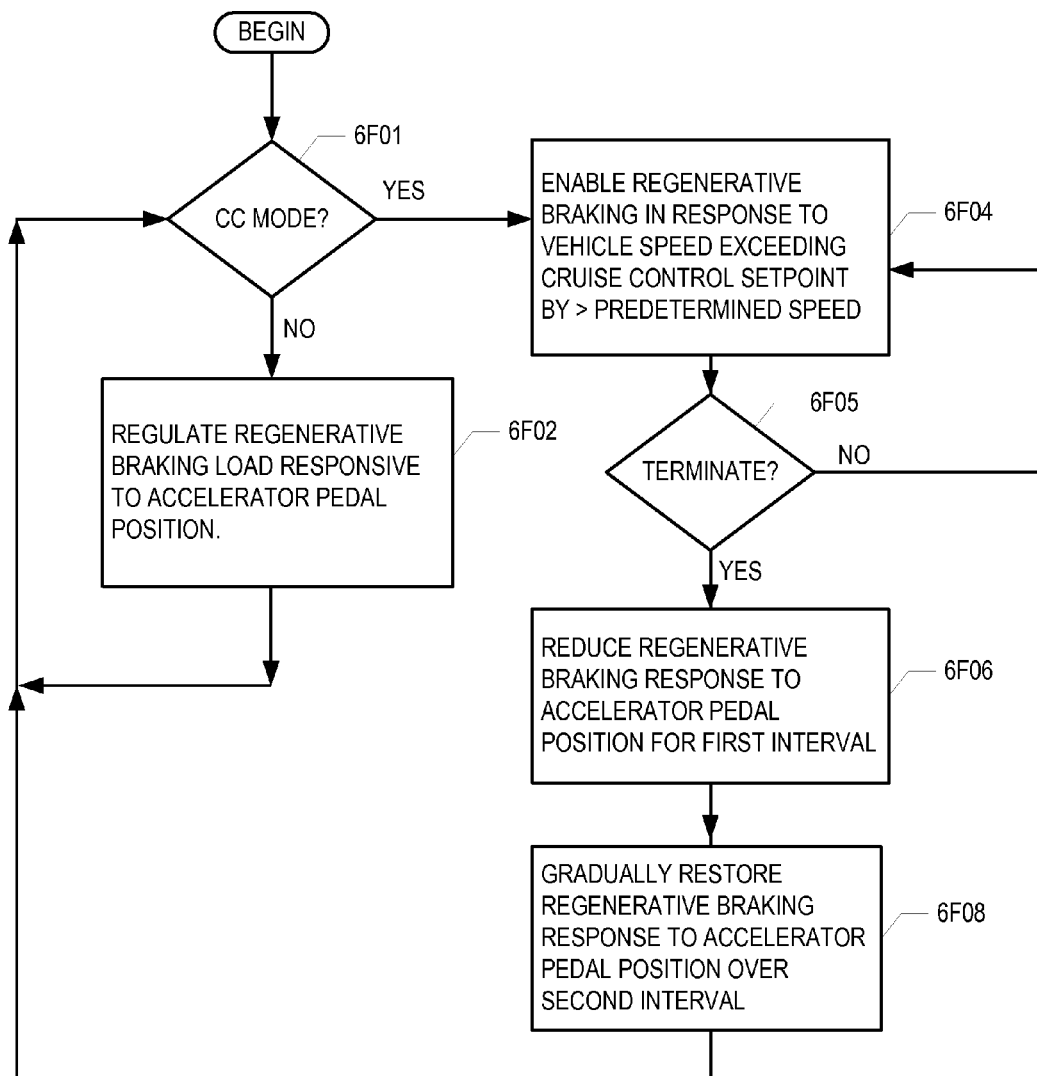 BEGIN
6F01
CC MODE?
YES
NO
REGULATE REGENERATIVE
BRAKING LOAD RESPONSIVE
TO ACCELERATOR PEDAL
POSITION.
6F02
ENABLE REGENERATIVE
BRAKING IN RESPONSE TO
VEHICLE SPEED EXCEEDING
CRUISE CONTROL SETPOINT
BY > PREDETERMINED SPEED
6F04
6F05
TERMINATE?
NO
YES
REDUCE REGENERATIVE
BRAKING RESPONSE TO
ACCELERATOR PEDAL
POSITION FOR FIRST INTERVAL
6F06
GRADUALLY RESTORE
REGENERATIVE BRAKING
RESPONSE TO ACCELERATOR
PEDAL POSITION OVER
SECOND INTERVAL
6F08